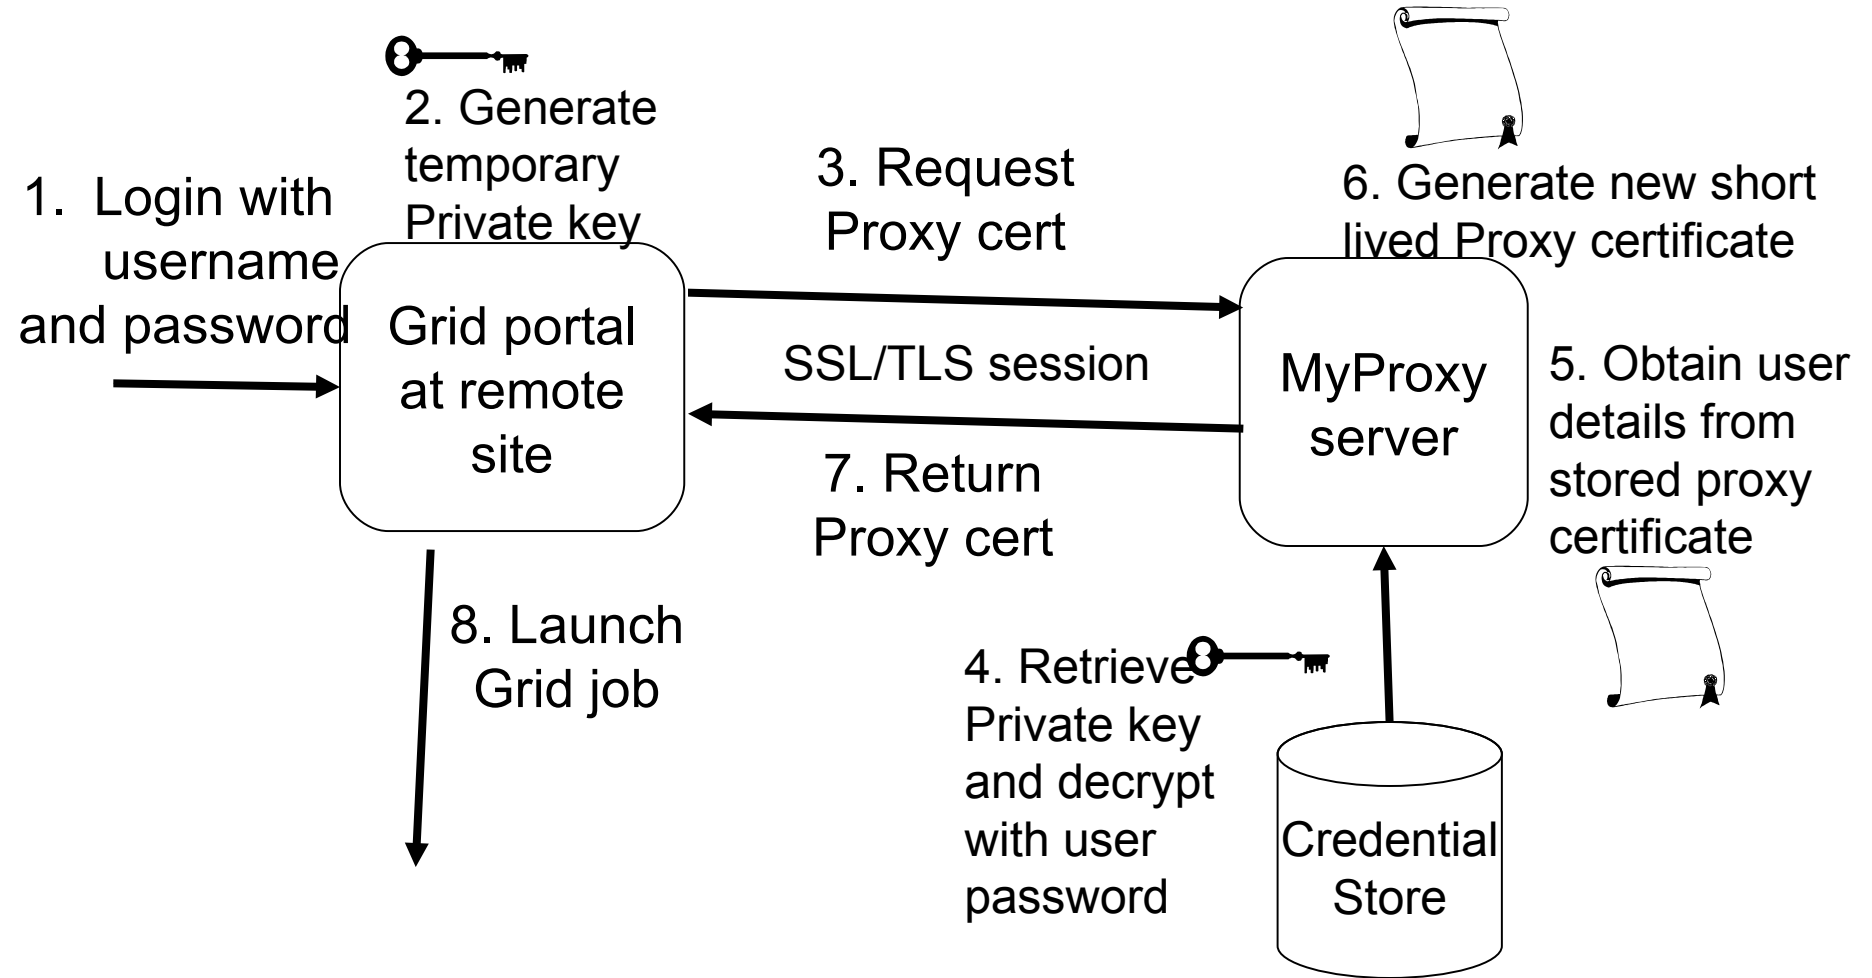 1. Login with
username
and password
2. Generate
temporary
Private key
Grid portal
at remote
site
3. Request
Proxy cert
SSL/TLS session
7. Return
Proxy cert
8. Launch
Grid job
6. Generate new short
lived Proxy certificate
MyProxy
server
5. Obtain user
details from
stored proxy
certificate
4. Retrieve
Private key
and decrypt
with user
password
Credential
Store